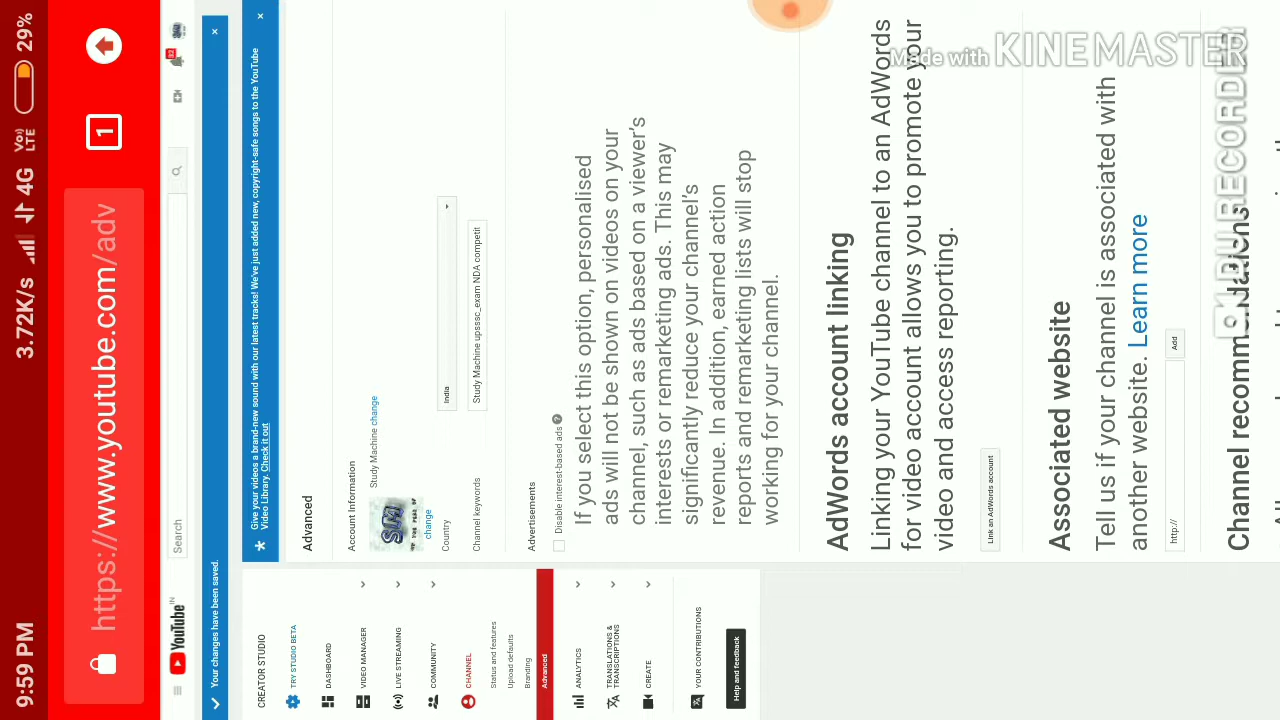 9:59 PM
3.72K/s
4G
VoLTE
29%
https://www.youtube.com/adv
1
YouTube IN
Search
Your changes have been saved.
Give your videos a brand-new sound with our latest tracks! We've just added new, copyright-safe songs to the YouTube
Video Library. Check it out
CREATOR STUDIO
TRY STUDIO BETA
DASHBOARD
VIDEO MANAGER
LIVE STREAMING
COMMUNITY
CHANNEL
Status and features
Upload defaults
Branding
Advanced
ANALYTICS
TRANSLATIONS &
TRANSCRIPTIONS
CREATE
YOUR CONTRIBUTIONS
Help and feedback
Advanced
Account Information
SM
Study Machine change
change
Country
India
Channel keywords
Study Machine upsssc_exam NDA competiti
Advertisements
Disable interest-based ads
If you select this option, personalised
ads will not be shown on videos on your
channel, such as ads based on a viewer's
interests or remarketing ads. This may
significantly reduce your channel's
revenue. In addition, earned action
reports and remarketing lists will stop
working for your channel.
AdWords account linking
Linking your YouTube channel to an AdWords
for video account allows you to promote your
video and access reporting.
Link an AdWords account
Associated website
Tell us if your channel is associated with
another website. Learn more
http://
Add
Channel recommendations
Made with KINEMASTER
DU RECORDER